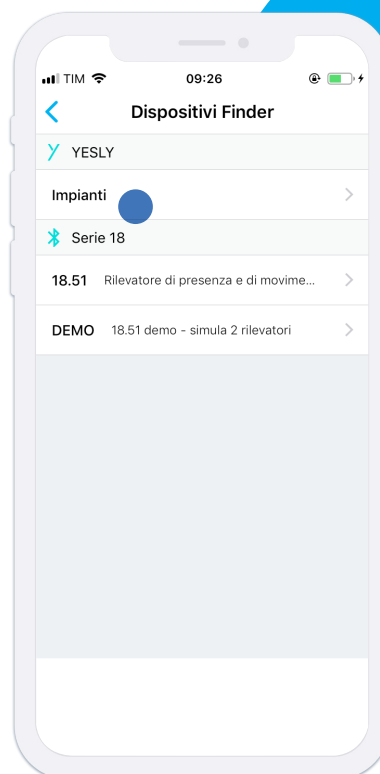 TIM 09:26
Dispositivi Finder
YESLY
Impianti
Serie 18
18.51 Rilevatore di presenza e di movime...
DEMO 18.51 demo - simula 2 rilevatori